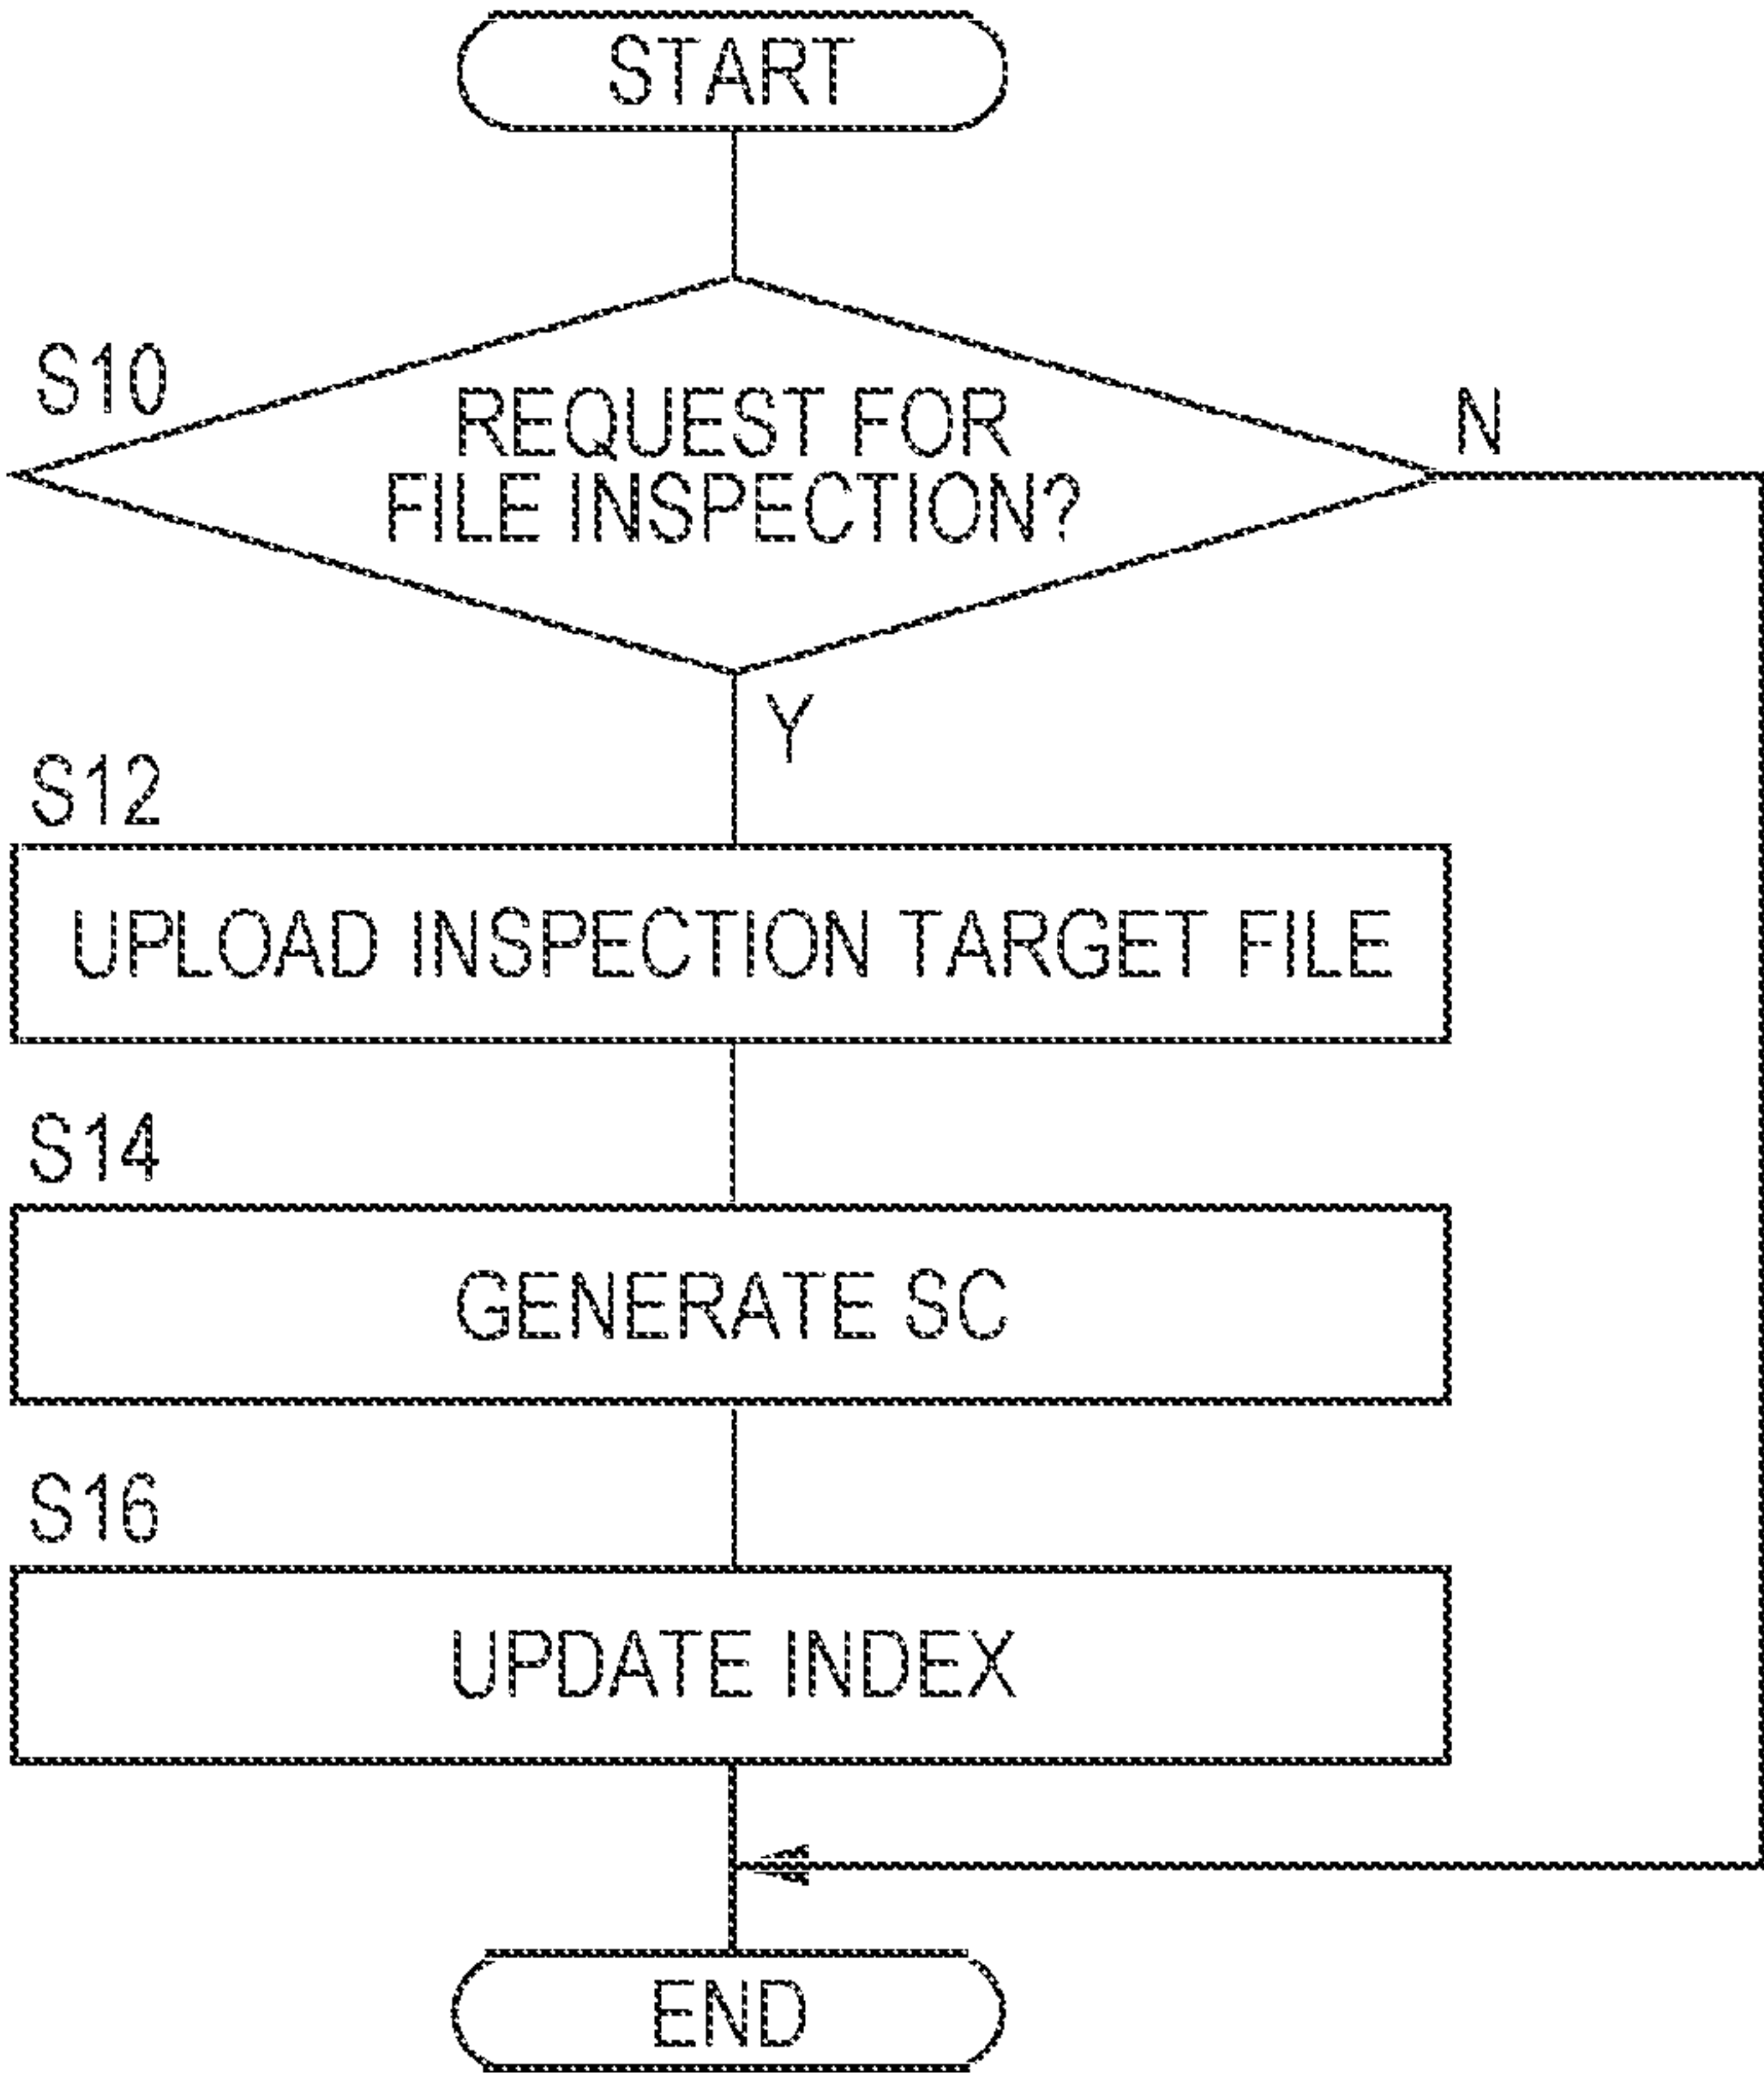 START
S10
REQUEST FOR
FILE INSPECTION?
N
Y
S12
UPLOAD INSPECTION TARGET FILE
S14
GENERATE SC
S16
UPDATE INDEX
END